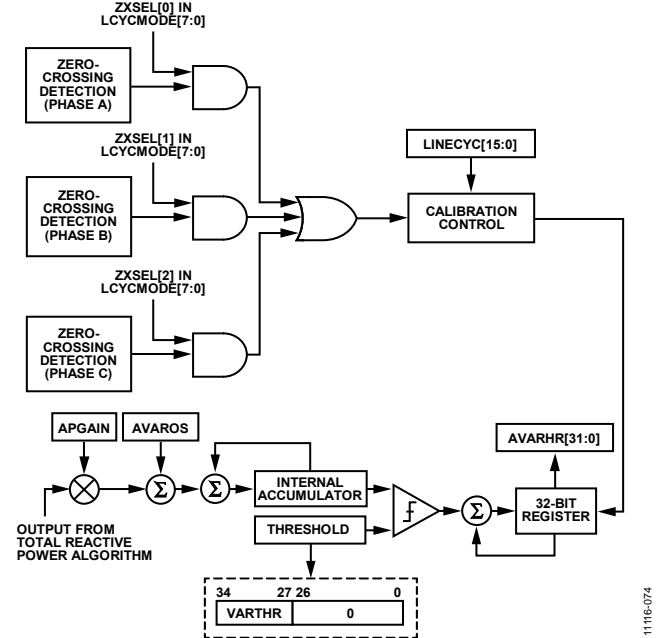 ZXSEL[0] IN
LCYCMODE[7:0]
ZERO-
CROSSING
DETECTION
(PHASE A)
ZXSEL[1] IN
LCYCMODE[7:0]
ZERO-
CROSSING
DETECTION
(PHASE B)
ZXSEL[2] IN
LCYCMODE[7:0]
ZERO-
CROSSING
DETECTION
(PHASE C)
LINECYC[15:0]
CALIBRATION
CONTROL
APGAIN
AVAROS
Σ
Σ
INTERNAL
ACCUMULATOR
THRESHOLD
Σ
AVARHR[31:0]
32-BIT
REGISTER
OUTPUT FROM
TOTAL REACTIVE
POWER ALGORITHM
34 27 26 0
VARTHR 0
11116-074